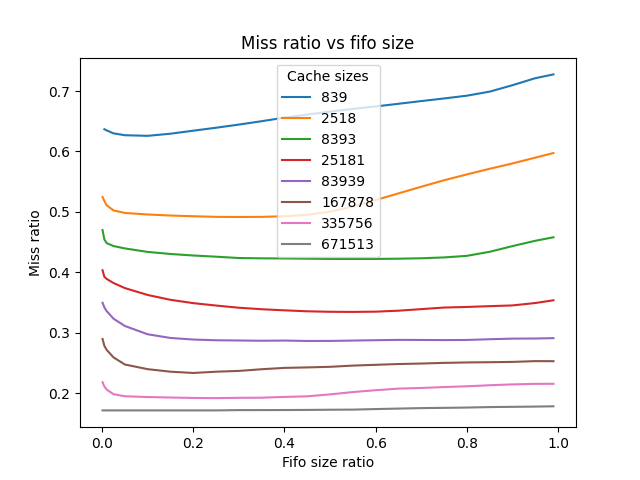 Miss ratio vs fifo size
Miss ratio
0.7
0.6
0.5
0.4
0.3
0.2
Cache sizes
839
2518
8393
25181
83939
167878
335756
671513
0.0 0.2 0.4 0.6 0.8 1.0
Fifo size ratio